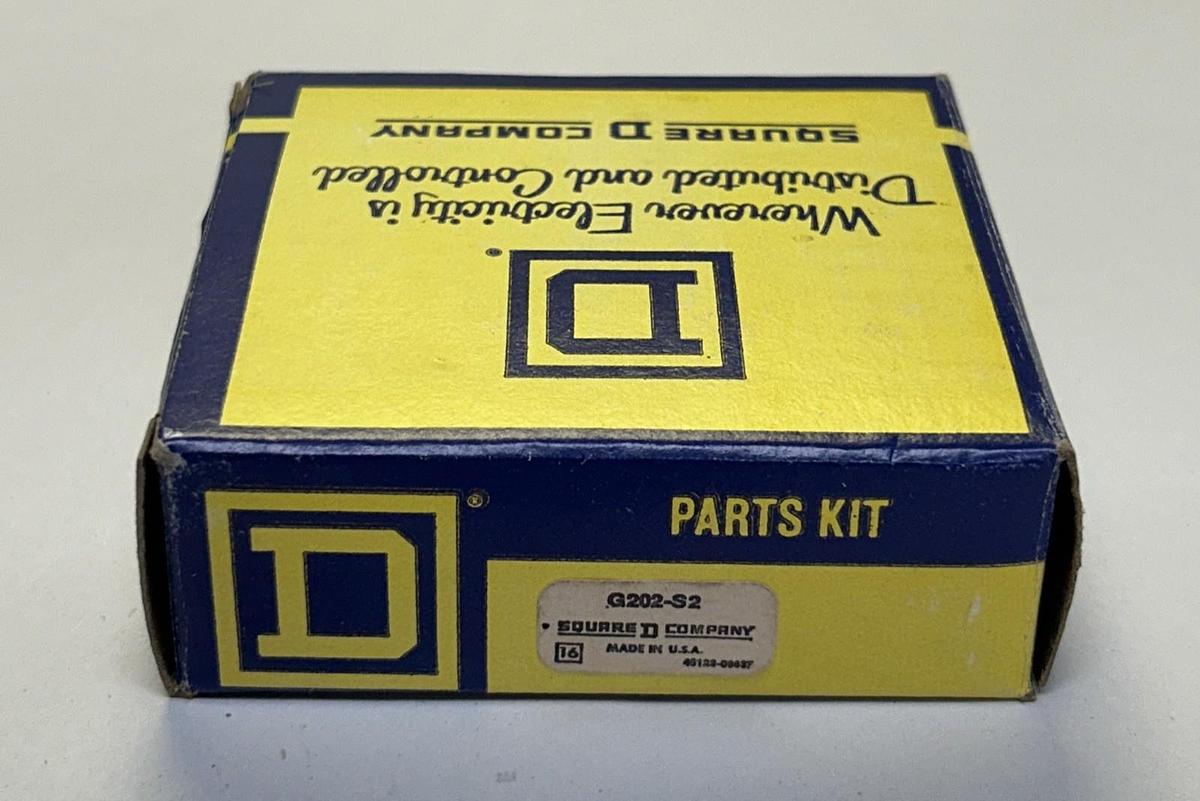 Wherever Electricity is
Distributed and Controlled
SQUARE D COMPANY
D
®
D
®
PARTS KIT
G202-S2
SQUARE D COMPANY
16
MADE IN U.S.A.